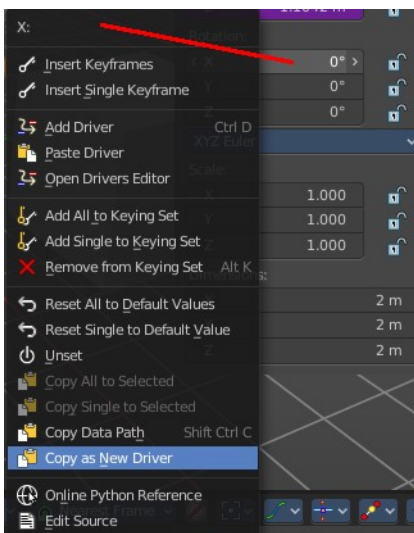 X:
Rotation:
X 0°
Insert Keyframes
Insert Single Keyframe
Y 0°
Z 0°
Add Driver Ctrl D
XYZ Euler
Paste Driver
Open Drivers Editor
Scale:
X 1.000
Add All to Keying Set
Y 1.000
Add Single to Keying Set
Z 1.000
Remove from Keying Set Alt K
Reset All to Default Values
2 m
Reset Single to Default Value
2 m
Unset
Z 2 m
Copy All to Selected
Copy Single to Selected
Copy Data Path Shift Ctrl C
Copy as New Driver
Online Python Reference
Nearest Frame
Edit Source